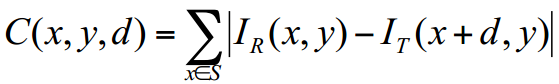 C(x, y, d) = ∑_{x∈S} |I_R(x, y) − I_T(x + d, y)|